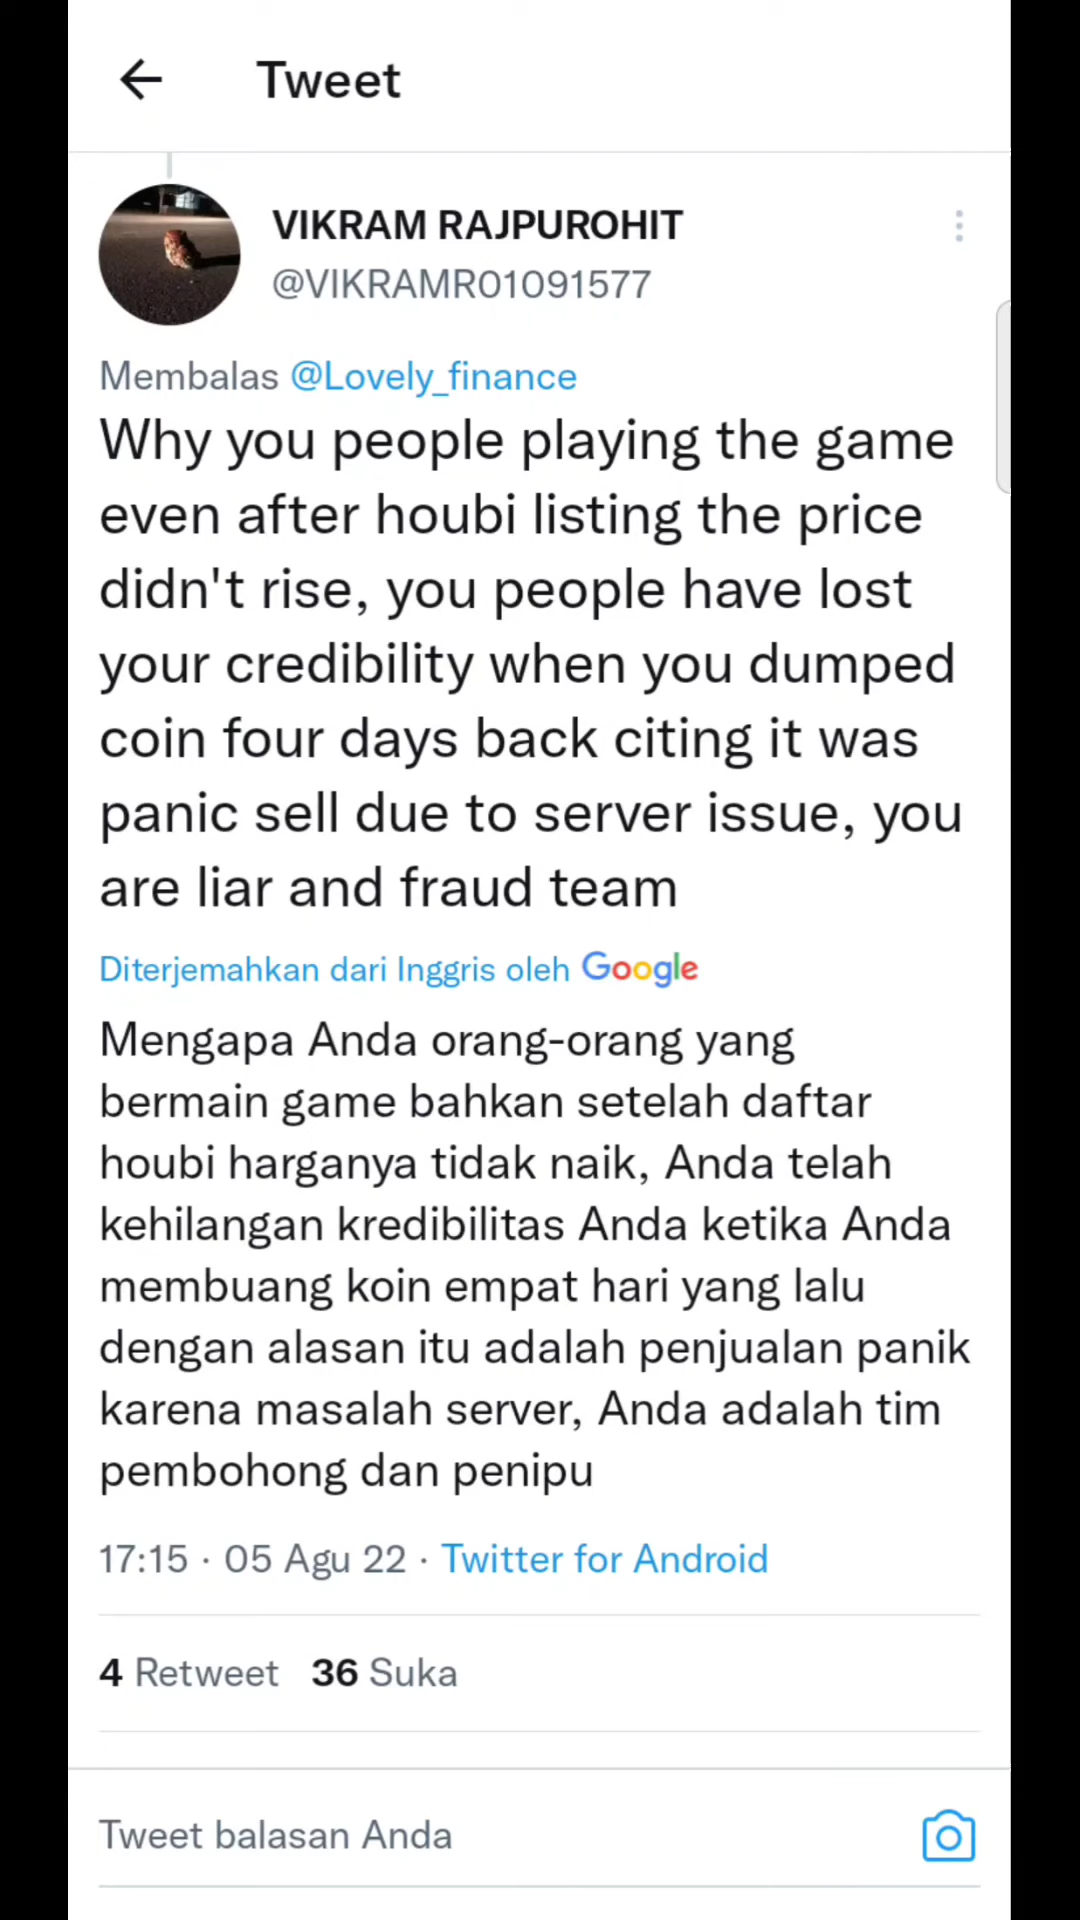 Tweet
VIKRAM RAJPUROHIT
@VIKRAMRO1091577
Membalas @Lovely_finance
Why you people playing the game
even after houbi listing the price
didn't rise, you people have lost
your credibility when you dumped
coin four days back citing it was
panic sell due to server issue, you
are liar and fraud team
Diterjemahkan dari Inggris oleh Google
Mengapa Anda orang-orang yang
bermain game bahkan setelah daftar
houbi harganya tidak naik, Anda telah
kehilangan kredibilitas Anda ketika Anda
membuang koin empat hari yang lalu
dengan alasan itu adalah penjualan panik
karena masalah server, Anda adalah tim
pembohong dan penipu
17:15 · 05 Agu 22 · Twitter for Android
4 Retweet 36 Suka
Tweet balasan Anda